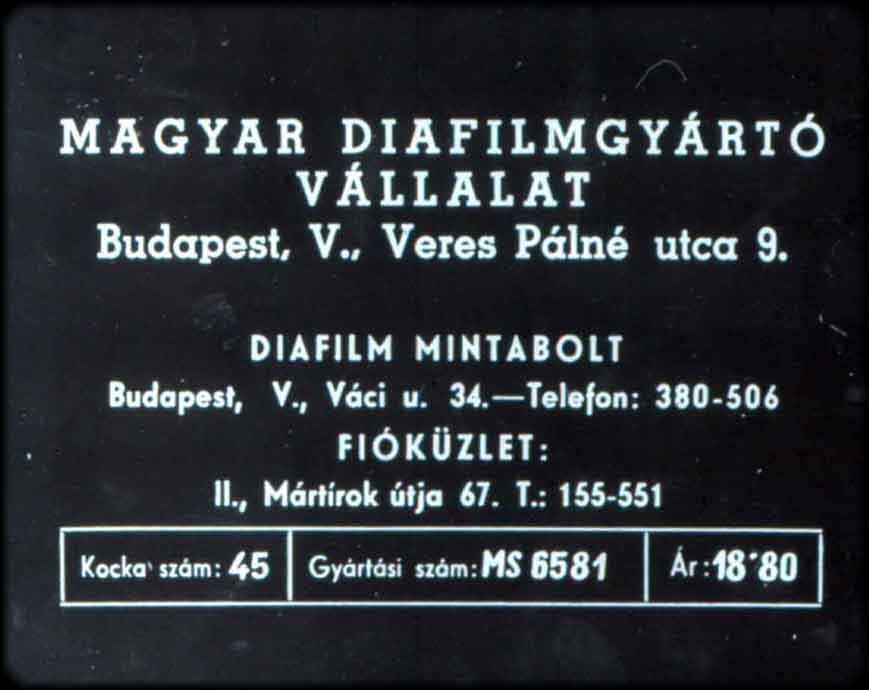 MAGYAR DIAFILMGYÁRTÓ
VÁLLALAT
Budapest, V., Veres Pálné utca 9.
DIAFILM MINTABOLT
Budapest, V., Váci u. 34.—Telefon: 380-506
FIÓKÜZLET:
II., Mártírok útja 67. T.: 155-551
Kocka szám: 45 Gyártási szám: MS 6581 Ár: 18·80